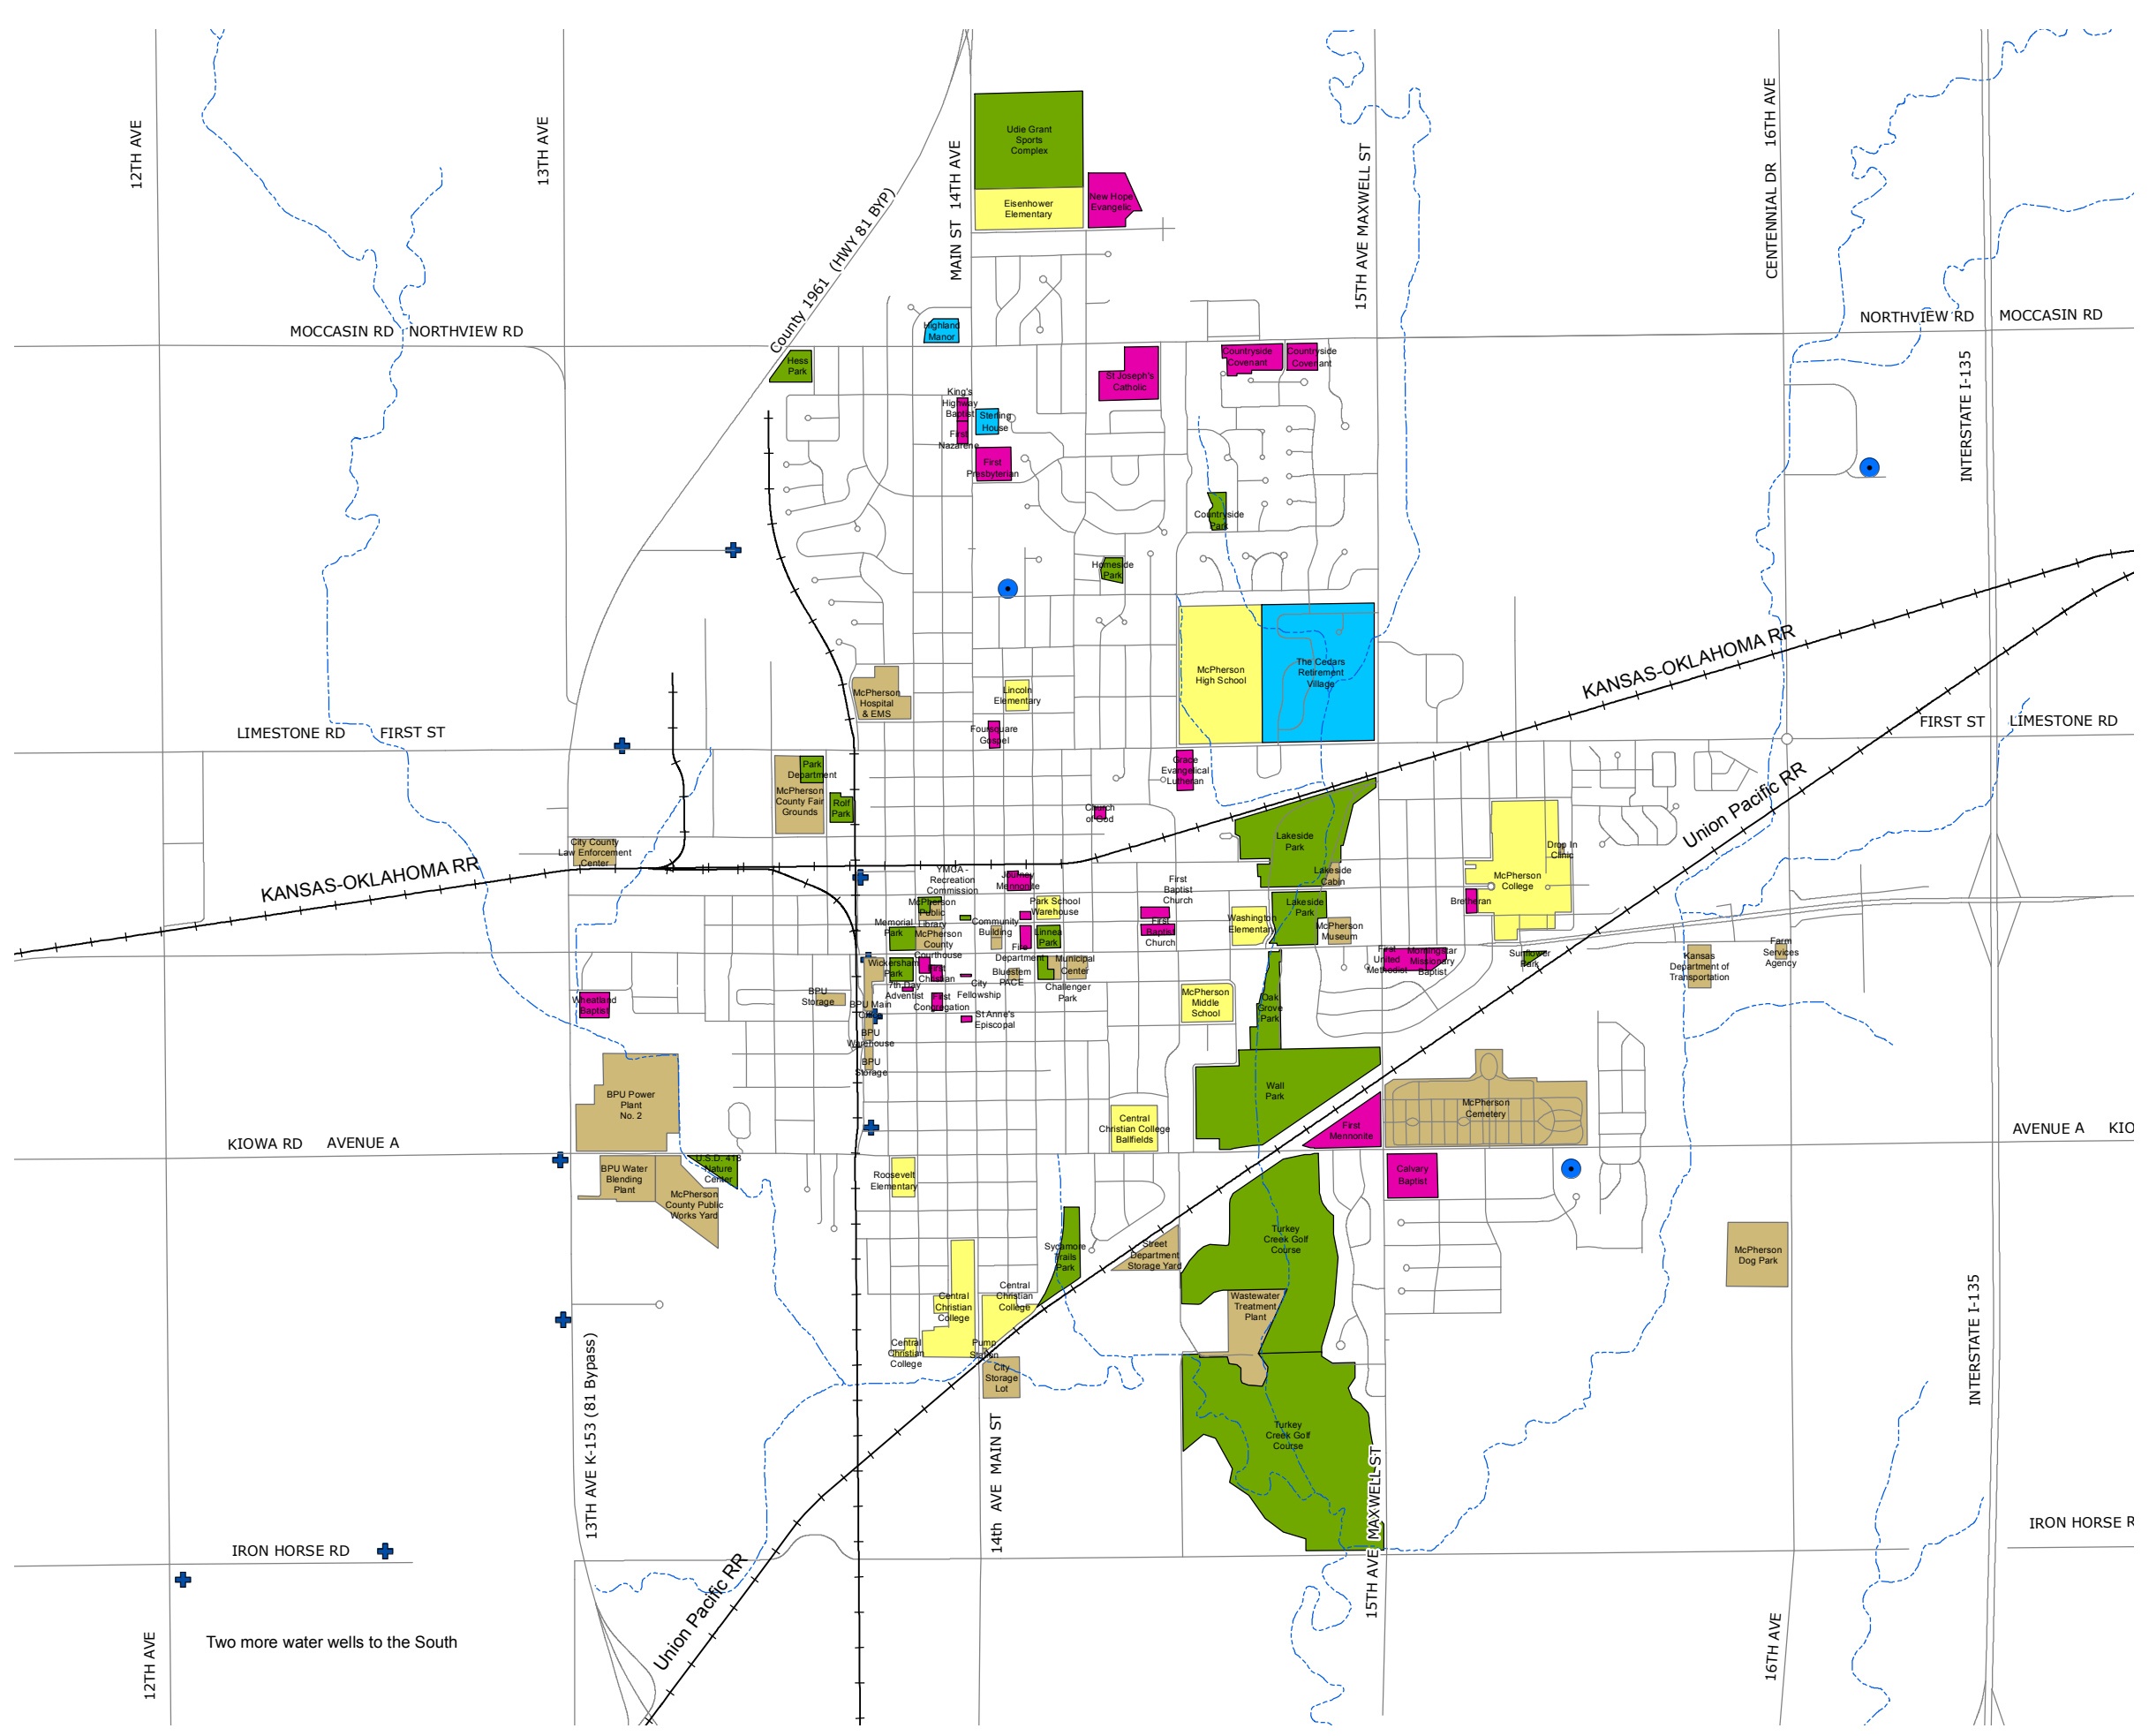 12TH AVE
13TH AVE
County 1961 (HWY 81 BYP)
MAIN ST 14TH AVE
Udie Grant
Sports
Complex
Eisenhower
Elementary
New Hope
Evangelic
15TH AVE MAXWELL ST
CENTENNIAL DR 16TH AVE
MOCCASIN RD NORTHVIEW RD
NORTHVIEW RD MOCCASIN RD
INTERSTATE I-135
Highland
Manor
Hess
Park
St Joseph's
Catholic
Countryside
Covenant
Countryside
Covenant
King's
Highway
Baptist
First
Nazarene
Sterling
House
First
Presbyterian
Countryside
Park
Homeside
Park
McPherson
High School
The Cedars
Retirement
Village
KANSAS-OKLAHOMA RR
McPherson
Hospital
& EMS
Lincoln
Elementary
Foursquare
Gospel
LIMESTONE RD FIRST ST
FIRST ST LIMESTONE RD
Grace
Evangelical
Lutheran
Park
Department
McPherson
County Fair
Grounds
Rolf
Park
Church
of God
Lakeside
Park
Union Pacific RR
City County
Law Enforcement
Center
KANSAS-OKLAHOMA RR
YMCA -
Recreation
Commission
Journey
Mennonite
First
Baptist
Church
Lakeside
Cabin
Drop In
Clinic
McPherson
College
Brethoran
McPherson
Public
Library
Park School
Warehouse
Memorial
Park
McPherson
County
Courthouse
Community
Building
Linnea
Park
First
Baptist
Church
Washington
Elementary
Lakeside
Park
McPherson
Museum
Fire
Department
First
United
Methodist
Morningstar
Missionary
Baptist
Sunflower
Park
Kansas
Department of
Transportation
Farm
Services
Agency
Wickersham
Park
First
Christian
Bluestem
PACE
Municipal
Center
Challenger
Park
7th Day
Adventist
City
Fellowship
First
Congregation
St Anne's
Episcopal
Wheatland
Baptist
BPU
Storage
BPU Main
Office
BPU
Warehouse
BPU
Storage
McPherson
Middle
School
Oak
Grove
Park
BPU Power
Plant
No. 2
Wall
Park
McPherson
Cemetery
Central
Christian College
Ballfields
First
Mennonite
KIOWA RD AVENUE A
AVENUE A KIO
U.S.D. 418
Nature
Center
BPU Water
Blending
Plant
McPherson
County Public
Works Yard
Roosevelt
Elementary
Calvary
Baptist
Sycamore
Trails
Park
Street
Department
Storage Yard
Turkey
Creek Golf
Course
McPherson
Dog Park
Central
Christian
College
Central
Christian
College
Wastewater
Treatment
Plant
Central
Christian
College
Pump
Station
City
Storage
Lot
INTERSTATE I-135
13TH AVE K-153 (81 Bypass)
14th AVE MAIN ST
Turkey
Creek Golf
Course
15TH AVE MAXWELL ST
IRON HORSE RD
IRON HORSE R
Union Pacific RR
Two more water wells to the South
12TH AVE
16TH AVE